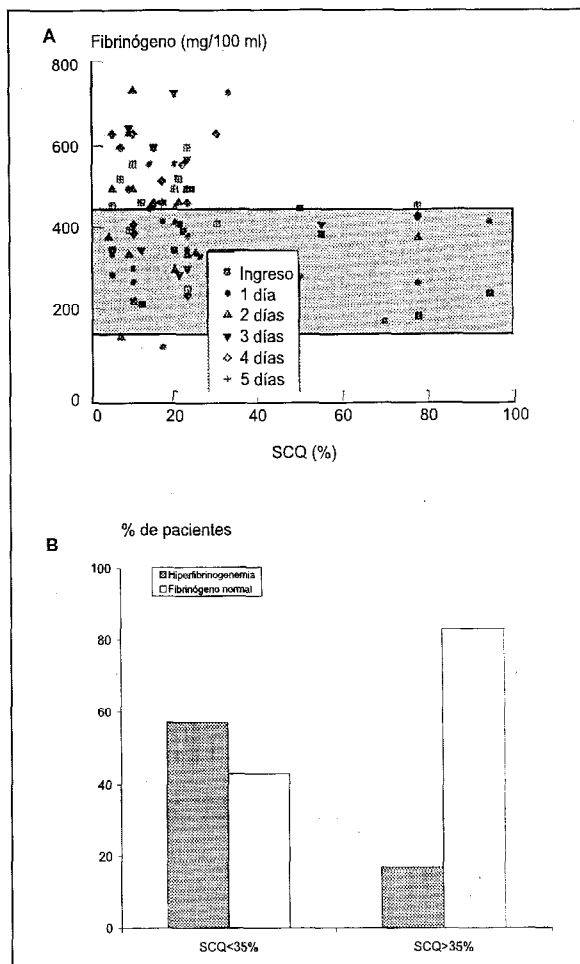 A
Fibrinógeno (mg/100 ml)
800
600
400
200
0
Ingreso
1 día
2 días
3 días
4 días
5 días
0 20 40 60 80 100
SCQ (%)
% de pacientes
B
100
80
60
40
20
0
Hiperfibrinogenemia
Fibrinógeno normal
SCQ<35% SCQ>35%